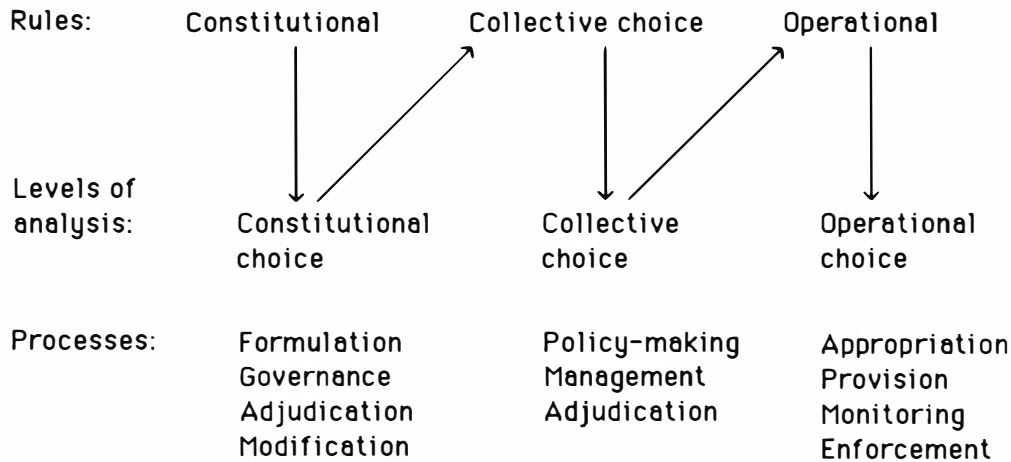 Rules: Constitutional Collective choice Operational
Levels of
analysis: Constitutional Collective Operational
choice choice choice
Processes: Formulation Policy-making Appropriation
Governance Management Provision
Adjudication Adjudication Monitoring
Modification Enforcement